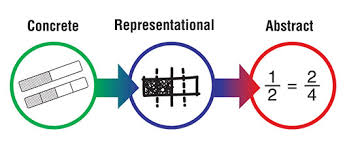 Concrete Representational Abstract
1/2 = 2/4